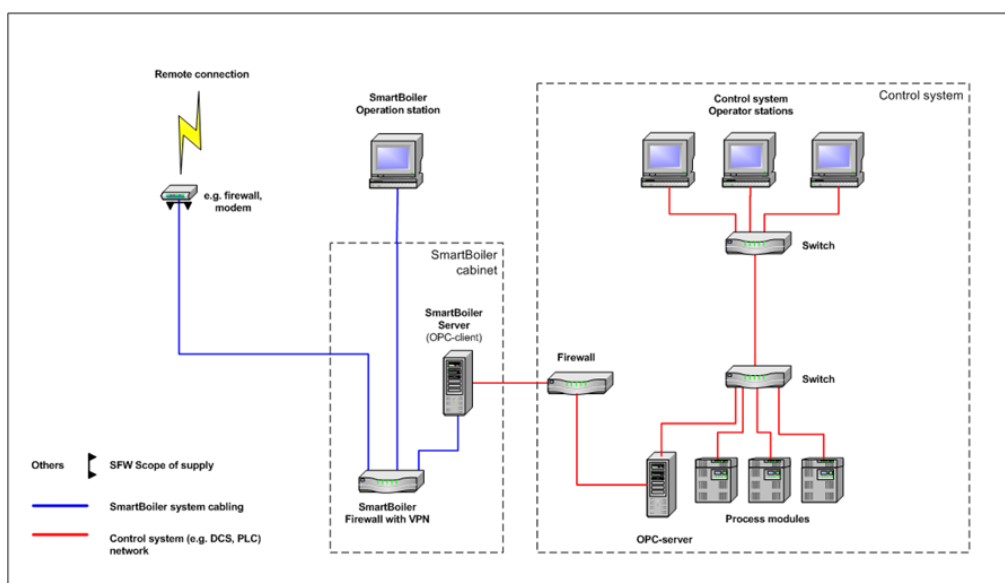 Remote connection
e.g. firewall,
modem
SmartBoiler
Operation station
SmartBoiler
cabinet
SmartBoiler
Server
(OPC-client)
SmartBoiler
Firewall with VPN
Control system
Control system
Operator stations
Switch
Firewall
Switch
OPC-server
Process modules
Others
SFW Scope of supply
SmartBoiler system cabling
Control system (e.g. DCS, PLC)
network